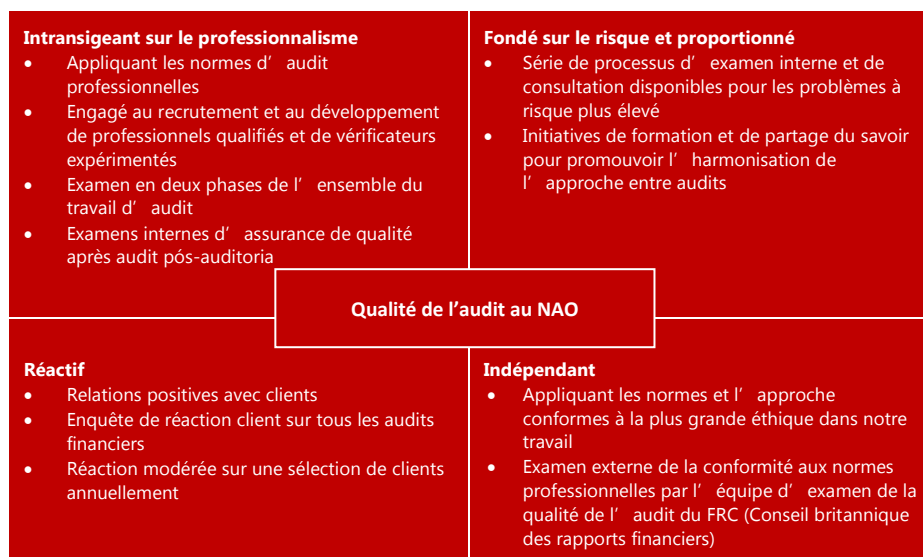 Intransigeant sur le professionnalisme
• Appliquant les normes d’ audit
professionnelles
• Engagé au recrutement et au développement
de professionnels qualifiés et de vérificateurs
expérimentés
• Examen en deux phases de l’ ensemble du
travail d’ audit
• Examens internes d’ assurance de qualité
après audit pós-auditoria
Fondé sur le risque et proportionné
• Série de processus d’ examen interne et de
consultation disponibles pour les problèmes à
risque plus élevé
• Initiatives de formation et de partage du savoir
pour promouvoir l’ harmonisation de
l’ approche entre audits
Qualité de l’audit au NAO
Réactif
• Relations positives avec clients
• Enquête de réaction client sur tous les audits
financiers
• Réaction modérée sur une sélection de clients
annuellement
Indépendant
• Appliquant les normes et l’ approche
conformes à la plus grande éthique dans notre
travail
• Examen externe de la conformité aux normes
professionnelles par l’ équipe d’ examen de la
qualité de l’ audit du FRC (Conseil britannique
des rapports financiers)